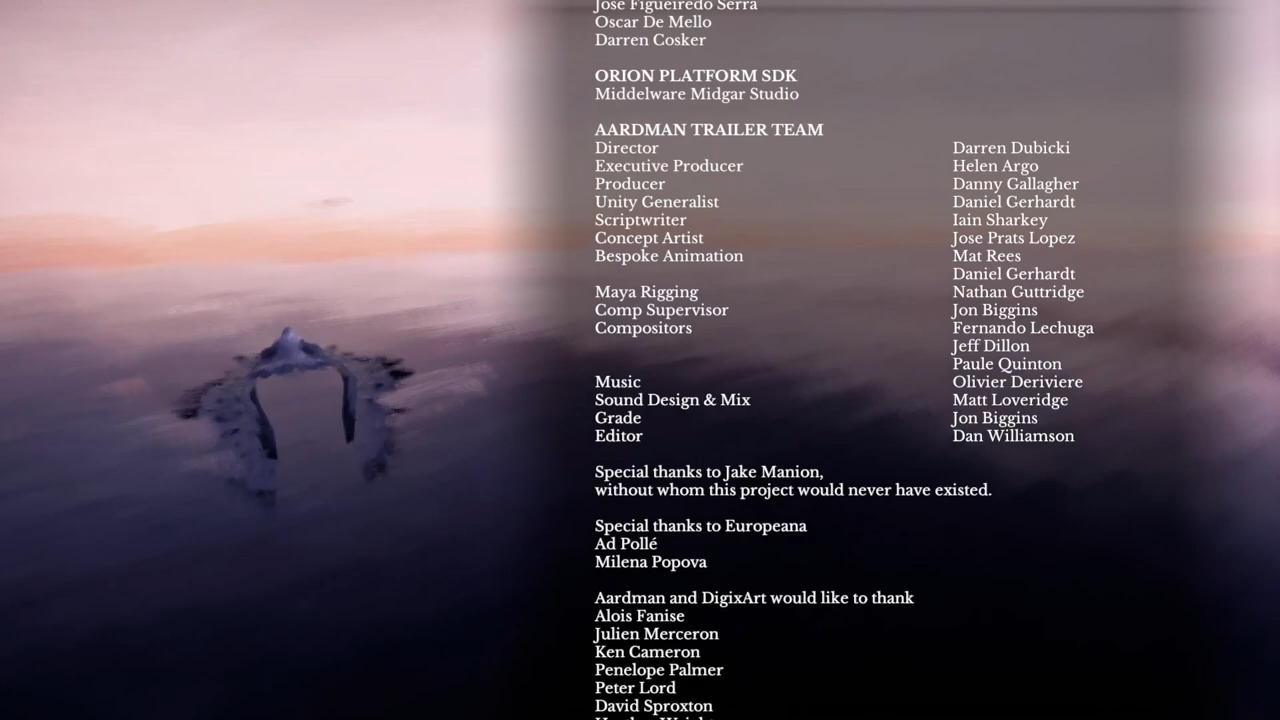 Jose Figueiredo Serra
Oscar De Mello
Darren Cosker
ORION PLATFORM SDK
Middelware Midgar Studio
AARDMAN TRAILER TEAM
Director Darren Dubicki
Executive Producer Helen Argo
Producer Danny Gallagher
Unity Generalist Daniel Gerhardt
Scriptwriter Iain Sharkey
Concept Artist Jose Prats Lopez
Bespoke Animation Mat Rees
Daniel Gerhardt
Maya Rigging Nathan Guttridge
Comp Supervisor Jon Biggins
Compositors Fernando Lechuga
Jeff Dillon
Paule Quinton
Music Olivier Deriviere
Sound Design & Mix Matt Loveridge
Grade Jon Biggins
Editor Dan Williamson
Special thanks to Jake Manion,
without whom this project would never have existed.
Special thanks to Europeana
Ad Pollé
Milena Popova
Aardman and DigixArt would like to thank
Alois Fanise
Julien Merceron
Ken Cameron
Penelope Palmer
Peter Lord
David Sproxton